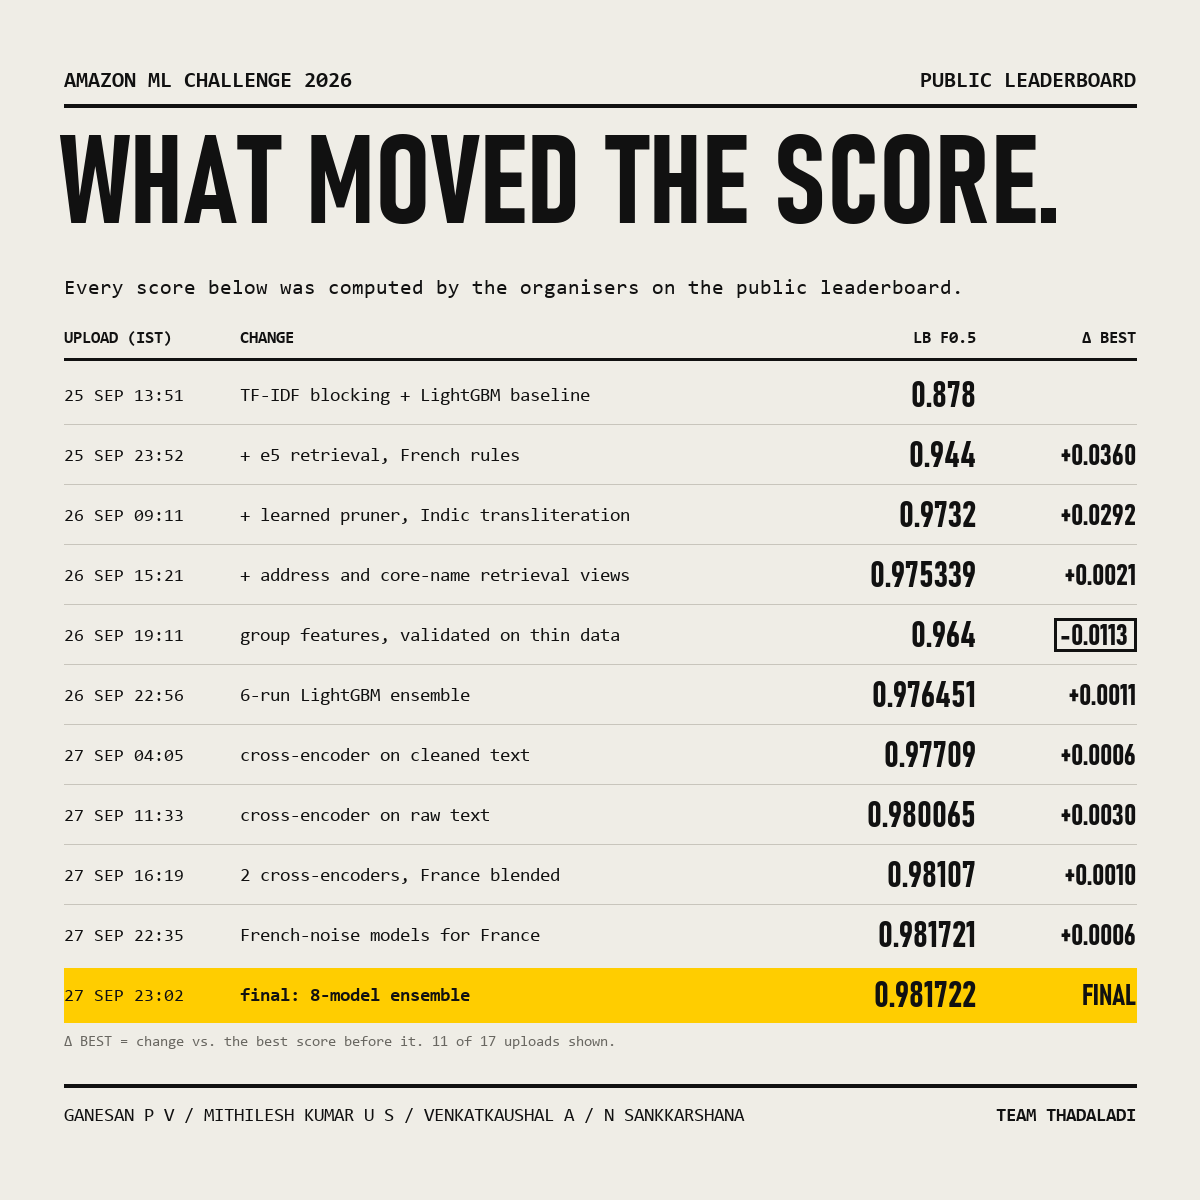 AMAZON ML CHALLENGE 2026 PUBLIC LEADERBOARD
WHAT MOVED THE SCORE.
Every score below was computed by the organisers on the public leaderboard.
UPLOAD (IST) CHANGE LB F0.5 Δ BEST
25 SEP 13:51 TF-IDF blocking + LightGBM baseline 0.878
25 SEP 23:52 + e5 retrieval, French rules 0.944 +0.0360
26 SEP 09:11 + learned pruner, Indic transliteration 0.9732 +0.0292
26 SEP 15:21 + address and core-name retrieval views 0.975339 +0.0021
26 SEP 19:11 group features, validated on thin data 0.964 -0.0113
26 SEP 22:56 6-run LightGBM ensemble 0.976451 +0.0011
27 SEP 04:05 cross-encoder on cleaned text 0.97709 +0.0006
27 SEP 11:33 cross-encoder on raw text 0.980065 +0.0030
27 SEP 16:19 2 cross-encoders, France blended 0.98107 +0.0010
27 SEP 22:35 French-noise models for France 0.981721 +0.0006
27 SEP 23:02 final: 8-model ensemble 0.981722 FINAL
Δ BEST = change vs. the best score before it. 11 of 17 uploads shown.
GANESAN P V / MITHILESH KUMAR U S / VENKATKAUSHAL A / N SANKKARSHANA TEAM THADALADI